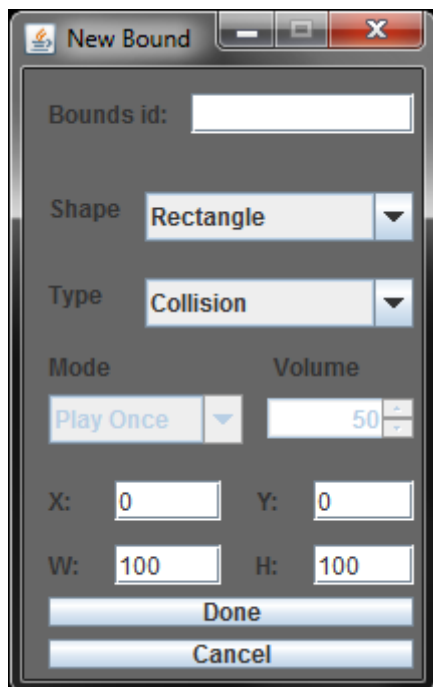 New Bound
Bounds id:
Shape Rectangle
Type Collision
Mode Volume
Play Once 50
X: 0 Y: 0
W: 100 H: 100
Done
Cancel